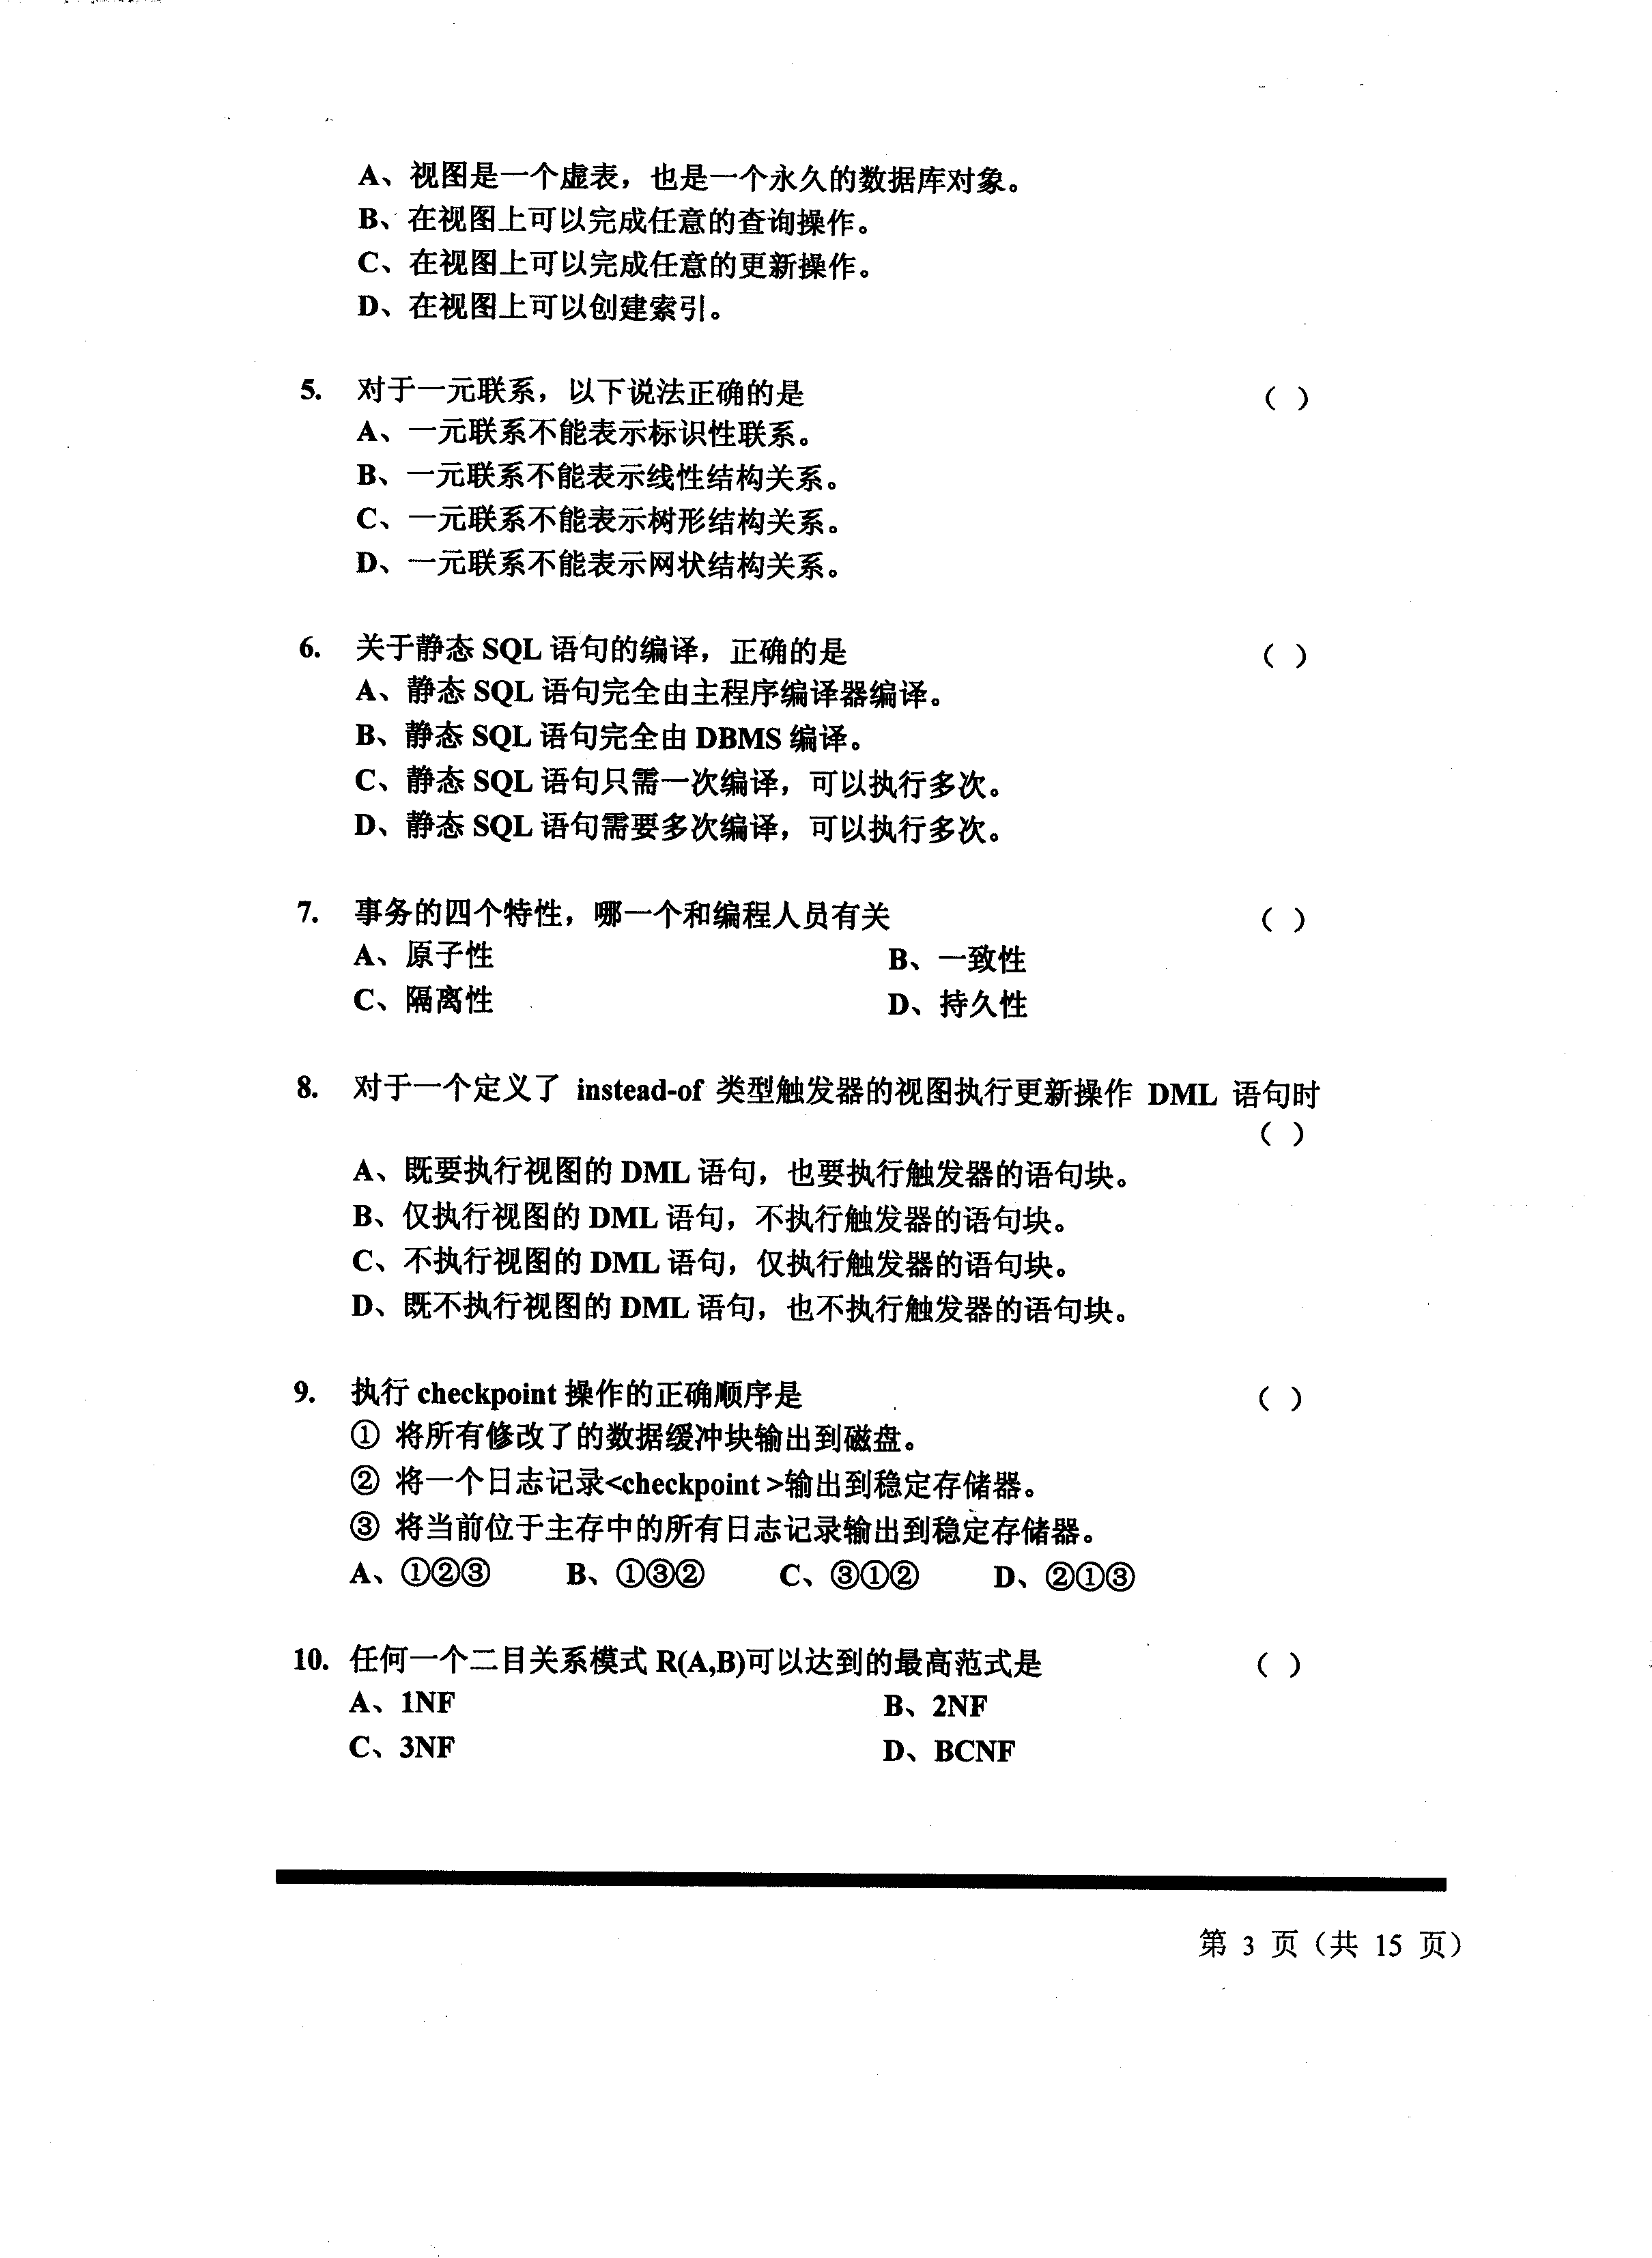 A、视图是一个虚表，也是一个永久的数据库对象。
B、在视图上可以完成任意的查询操作。
C、在视图上可以完成任意的更新操作。
D、在视图上可以创建索引。
5. 对于一元联系，以下说法正确的是 （ ）
A、一元联系不能表示标识性联系。
B、一元联系不能表示线性结构关系。
C、一元联系不能表示树形结构关系。
D、一元联系不能表示网状结构关系。
6. 关于静态 SQL 语句的编译，正确的是 （ ）
A、静态 SQL 语句完全由主程序编译器编译。
B、静态 SQL 语句完全由 DBMS 编译。
C、静态 SQL 语句只需一次编译，可以执行多次。
D、静态 SQL 语句需要多次编译，可以执行多次。
7. 事务的四个特性，哪一个和编程人员有关 （ ）
A、原子性 B、一致性
C、隔离性 D、持久性
8. 对于一个定义了 instead-of 类型触发器的视图执行更新操作 DML 语句时
（ ）
A、既要执行视图的 DML 语句，也要执行触发器的语句块。
B、仅执行视图的 DML 语句，不执行触发器的语句块。
C、不执行视图的 DML 语句，仅执行触发器的语句块。
D、既不执行视图的 DML 语句，也不执行触发器的语句块。
9. 执行 checkpoint 操作的正确顺序是 （ ）
① 将所有修改了的数据缓冲块输出到磁盘。
② 将一个日志记录<checkpoint >输出到稳定存储器。
③ 将当前位于主存中的所有日志记录输出到稳定存储器。
A、①②③ B、①③② C、③①② D、②①③
10. 任何一个二目关系模式 R(A,B)可以达到的最高范式是 （ ）
A、1NF B、2NF
C、3NF D、BCNF
第 3 页（共 15 页）